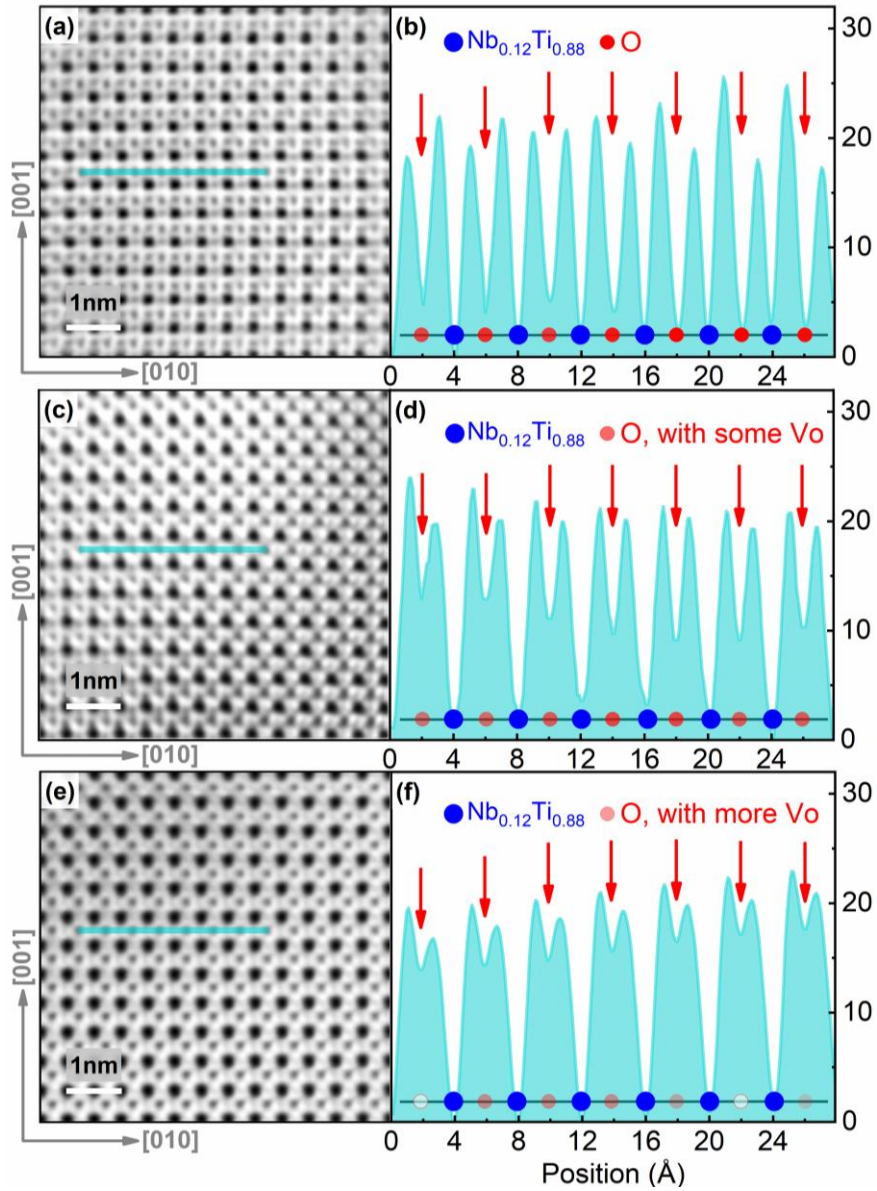 (a)
1nm
[001]
[010]
(b)
Nb0.12Ti0.88 O
30
20
10
0
0 4 8 12 16 20 24
(c)
1nm
[001]
[010]
(d)
Nb0.12Ti0.88 O, with some Vo
30
20
10
0
0 4 8 12 16 20 24
(e)
1nm
[001]
[010]
(f)
Nb0.12Ti0.88 O, with more Vo
30
20
10
0
0 4 8 12 16 20 24
Position (Å)